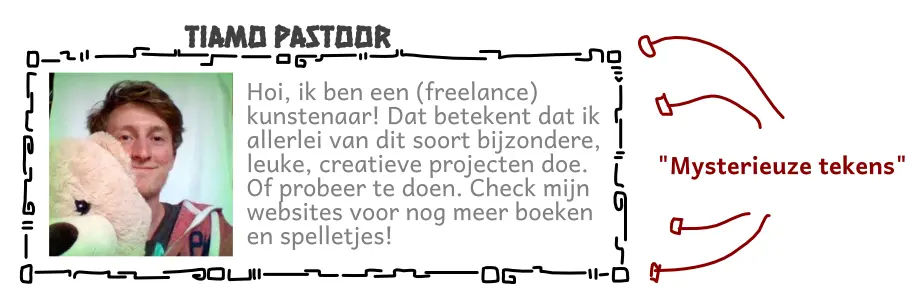 TIAMO PASTOOR
Hoi, ik ben een (freelance)
kunstenaar! Dat betekent dat ik
allerlei van dit soort bijzondere,
leuke, creatieve projecten doe.
Of probeer te doen. Check mijn
websites voor nog meer boeken
en spelletjes!
"Mysterieuze tekens"